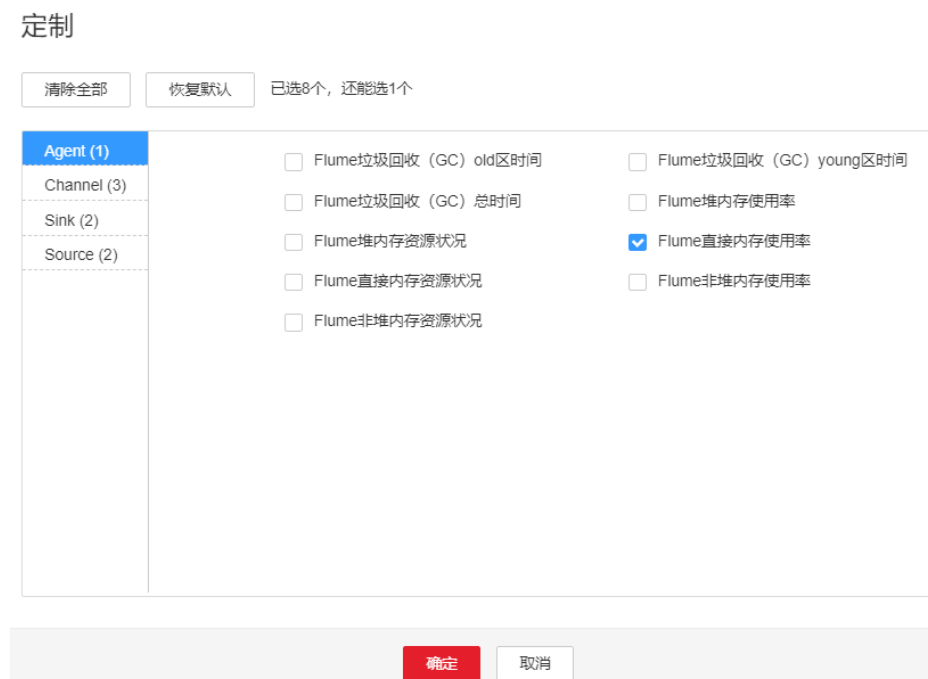 定制
清除全部 恢复默认 已选8个，还能选1个
Agent (1)
Channel (3)
Sink (2)
Source (2)
Flume垃圾回收（GC）old区时间 Flume垃圾回收（GC）young区时间
Flume垃圾回收（GC）总时间 Flume堆内存使用率
Flume堆内存资源状况 Flume直接内存使用率
Flume直接内存资源状况 Flume非堆内存使用率
Flume非堆内存资源状况
确定 取消